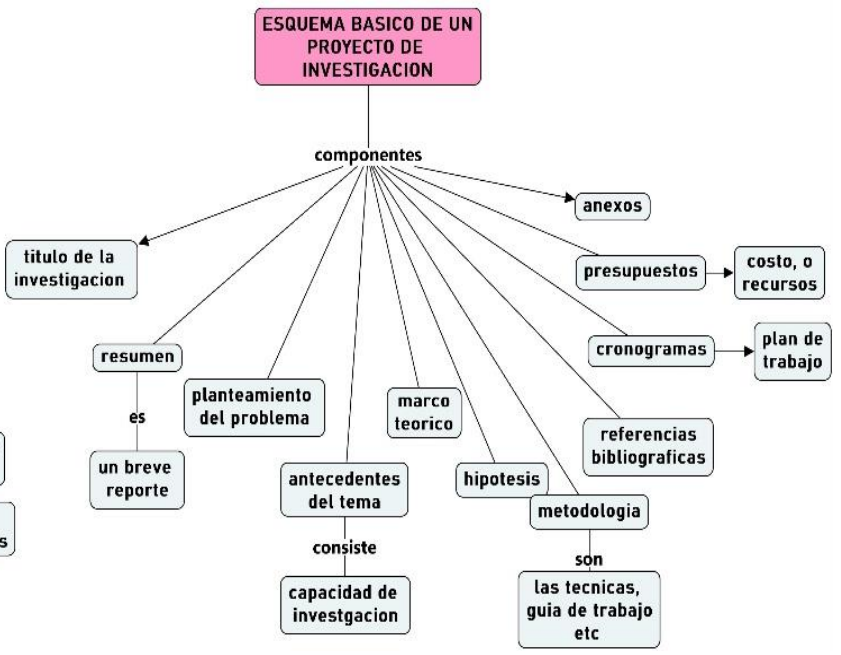 ESQUEMA BASICO DE UN
PROYECTO DE
INVESTIGACION
componentes
anexos
titulo de la
investigacion
presupuestos
costo, o
recursos
resumen
cronogramas
plan de
trabajo
es
un breve
reporte
planteamiento
del problema
marco
teorico
referencias
bibliograficas
antecedentes
del tema
hipotesis
metodologia
consiste
capacidad de
investgacion
son
las tecnicas,
guia de trabajo
etc
s